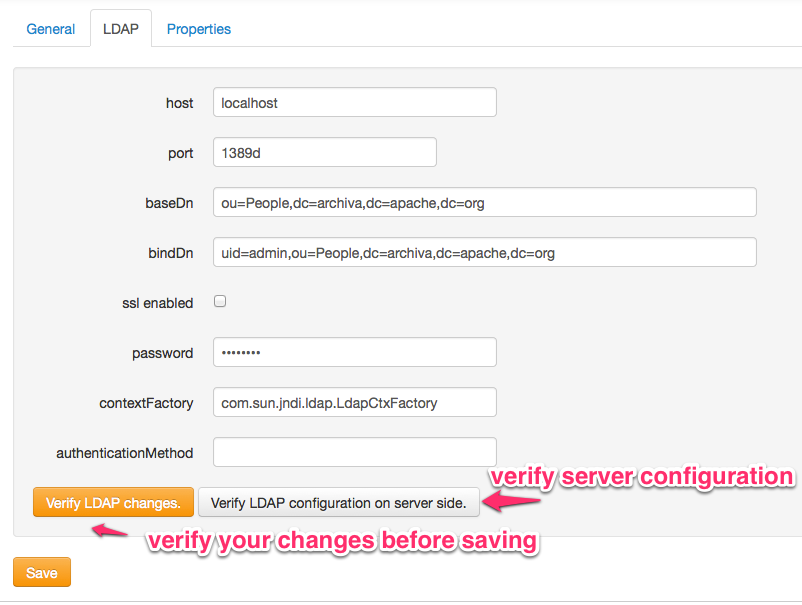 General LDAP Properties
host localhost
port 1389d
baseDn ou=People,dc=archiva,dc=apache,dc=org
bindDn uid=admin,ou=People,dc=archiva,dc=apache,dc=org
ssl enabled
password ••••••••
contextFactory com.sun.jndi.ldap.LdapCtxFactory
authenticationMethod
verify server configuration
Verify LDAP changes. Verify LDAP configuration on server side.
verify your changes before saving
Save